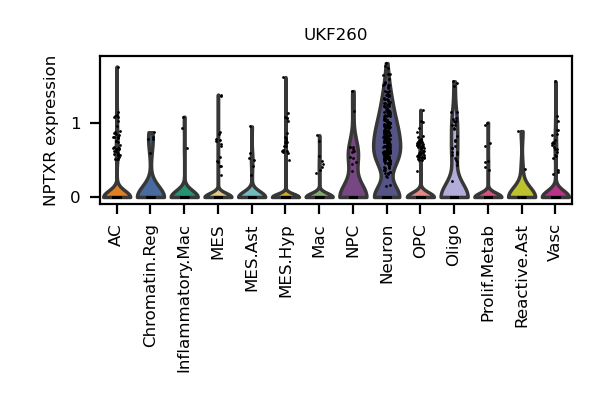 UKF260
NPTXR expression
1
0
AC
Chromatin.Reg
Inflammatory.Mac
MES
MES.Ast
MES.Hyp
Mac
NPC
Neuron
OPC
Oligo
Prolif.Metab
Reactive.Ast
Vasc